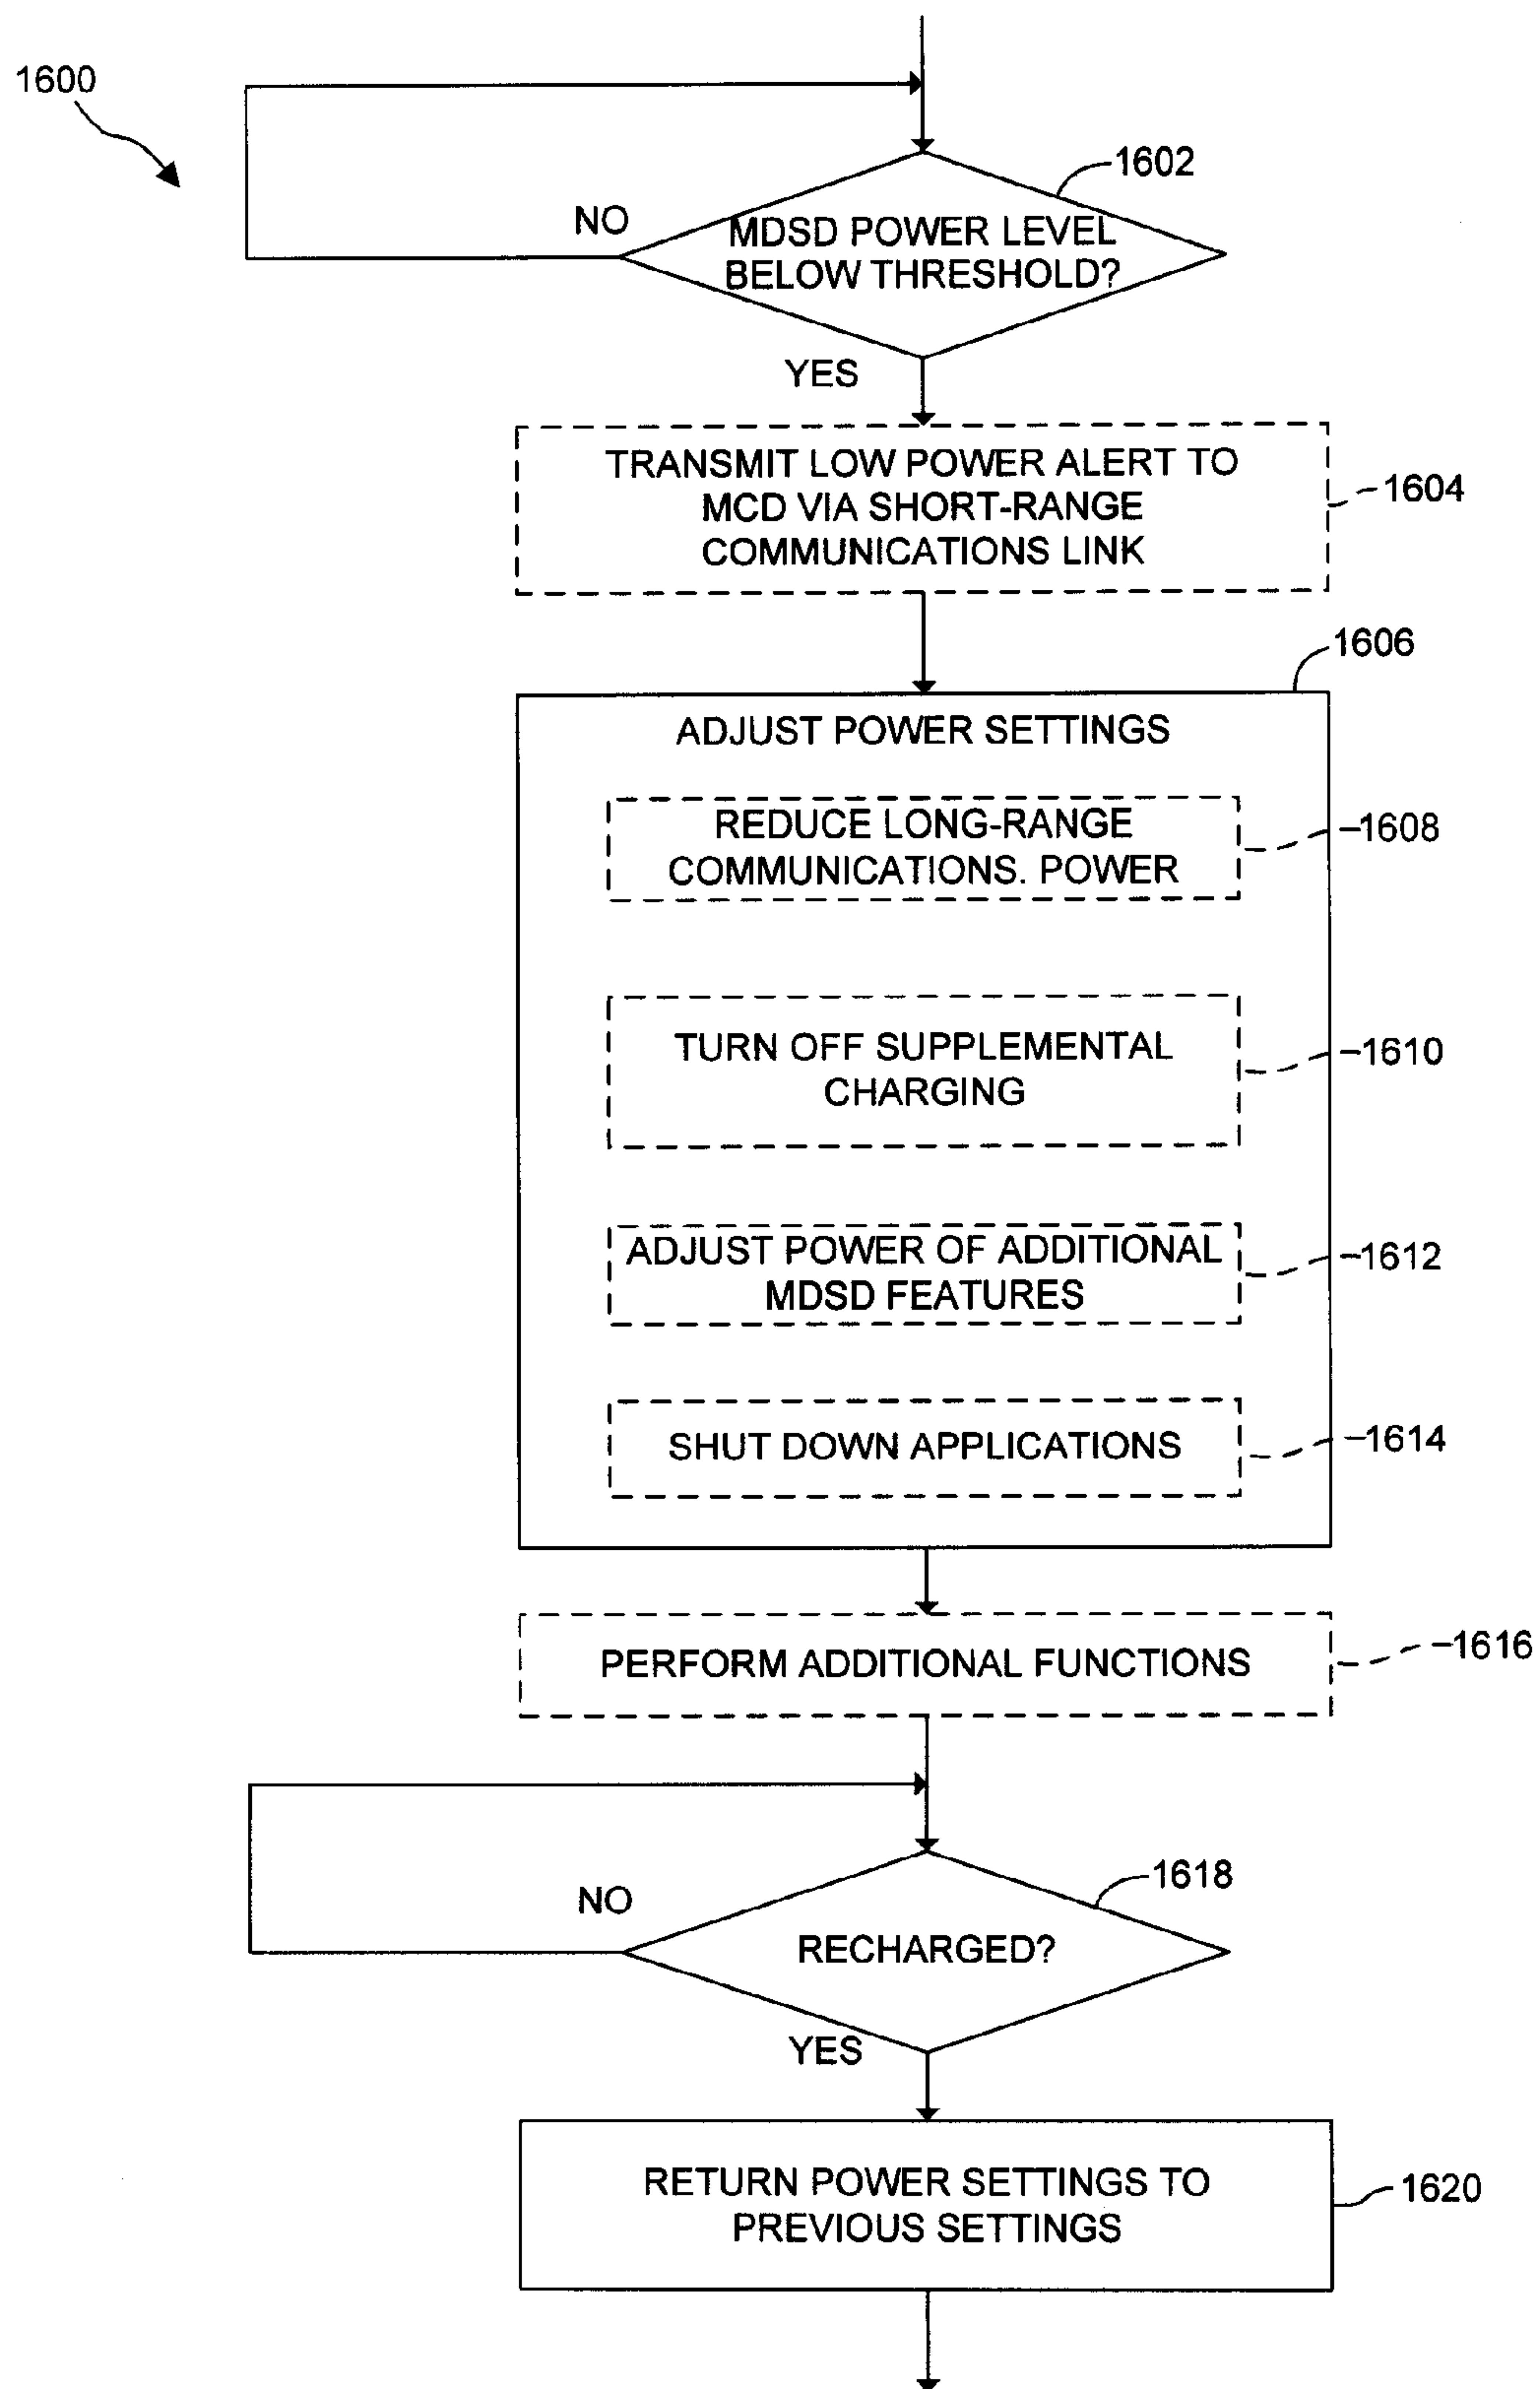 1600
1602
NO
MDSD POWER LEVEL
BELOW THRESHOLD?
YES
TRANSMIT LOW POWER ALERT TO
MCD VIA SHORT-RANGE
COMMUNICATIONS LINK
1604
1606
ADJUST POWER SETTINGS
REDUCE LONG-RANGE
COMMUNICATIONS. POWER
1608
TURN OFF SUPPLEMENTAL
CHARGING
1610
ADJUST POWER OF ADDITIONAL
MDSD FEATURES
1612
SHUT DOWN APPLICATIONS
1614
PERFORM ADDITIONAL FUNCTIONS
1616
1618
NO
RECHARGED?
YES
RETURN POWER SETTINGS TO
PREVIOUS SETTINGS
1620